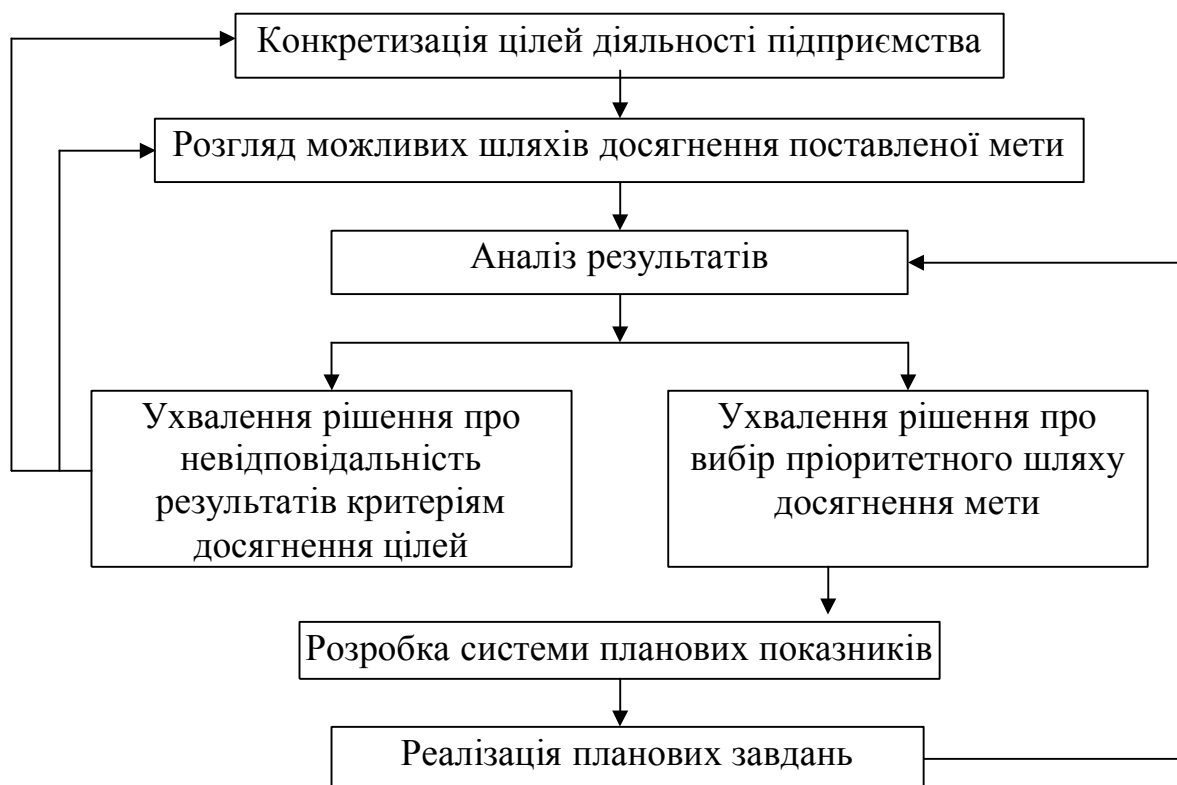 Конкретизація цілей діяльності підприємства
Розгляд можливих шляхів досягнення поставленої мети
Аналіз результатів
Ухвалення рішення про
невідповідальність
результатів критеріям
досягнення цілей
Ухвалення рішення про
вибір пріоритетного шляху
досягнення мети
Розробка системи планових показників
Реалізація планових завдань